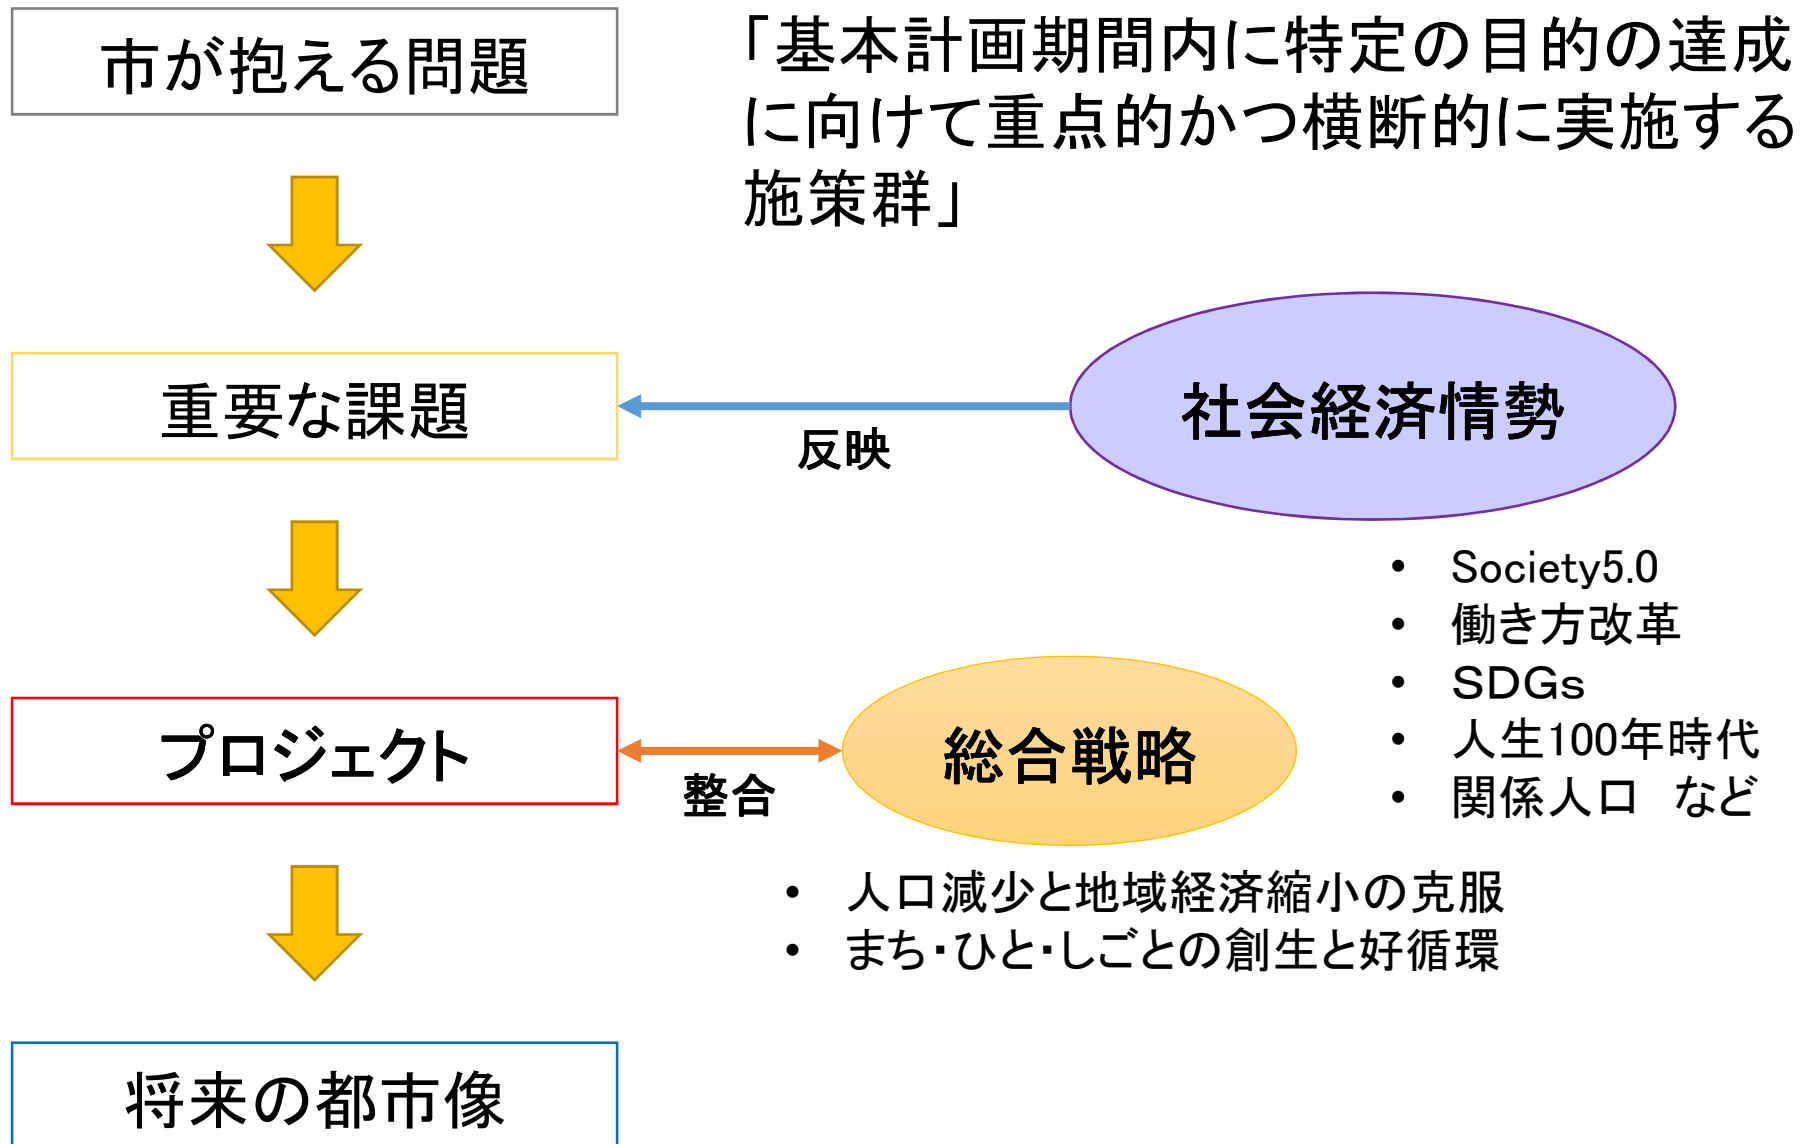 市が抱える問題
「基本計画期間内に特定の目的の達成
に向けて重点的かつ横断的に実施する
施策群」
重要な課題
反映
社会経済情勢
• Society5.0
• 働き方改革
• ＳＤＧｓ
• 人生100年時代
• 関係人口　など
プロジェクト
整合
総合戦略
• 人口減少と地域経済縮小の克服
• まち・ひと・しごとの創生と好循環
将来の都市像